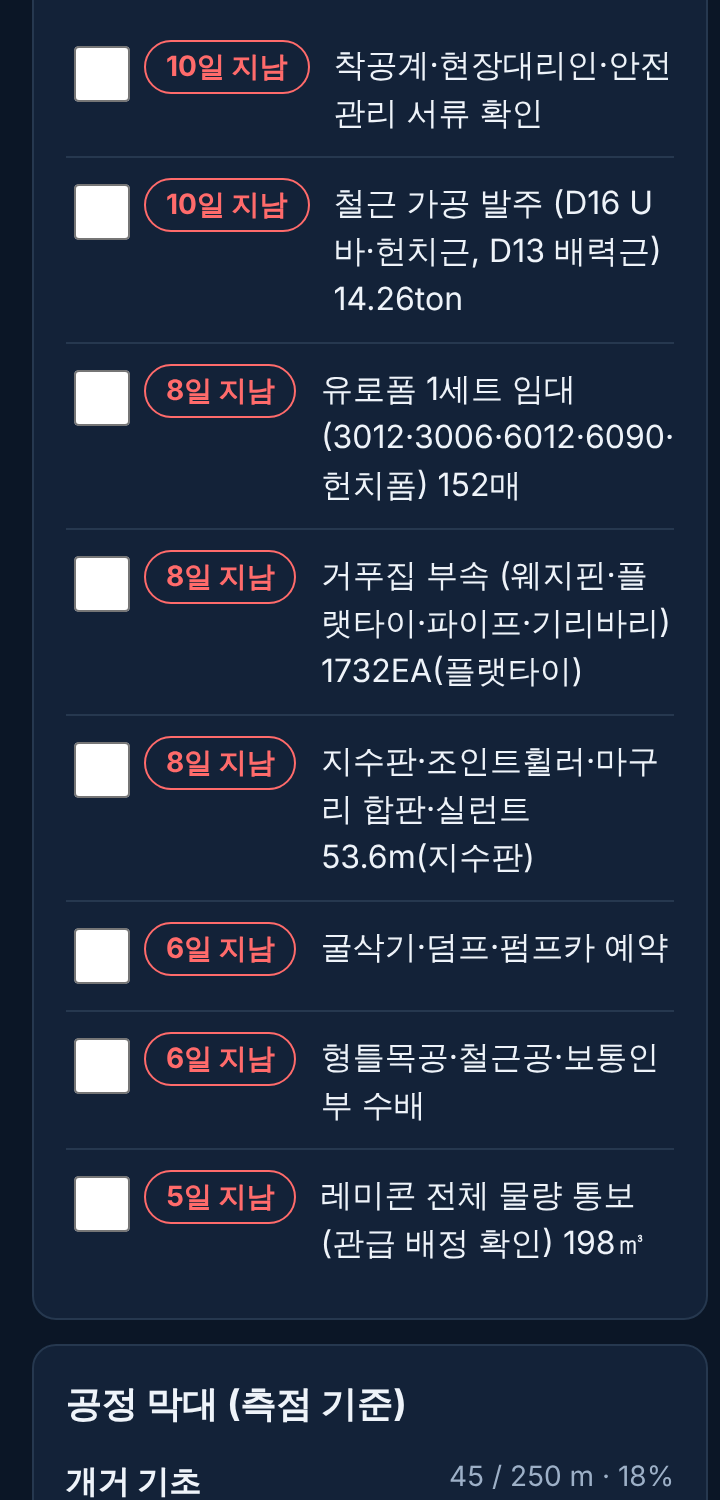 10일 지남
착공계·현장대리인·안전
관리 서류 확인
10일 지남
철근 가공 발주 (D16 U
바·헌치근, D13 배력근)
14.26ton
8일 지남
유로폼 1세트 임대
(3012·3006·6012·6090·
헌치폼) 152매
8일 지남
거푸집 부속 (웨지핀·플
랫타이·파이프·기리바리)
1732EA(플랫타이)
8일 지남
지수판·조인트휠러·마구
리 합판·실런트
53.6m(지수판)
6일 지남
굴삭기·덤프·펌프카 예약
6일 지남
형틀목공·철근공·보통인
부 수배
5일 지남
레미콘 전체 물량 통보
(관급 배정 확인) 198㎥
공정 막대 (측점 기준)
개거 기초
45 / 250 m · 18%